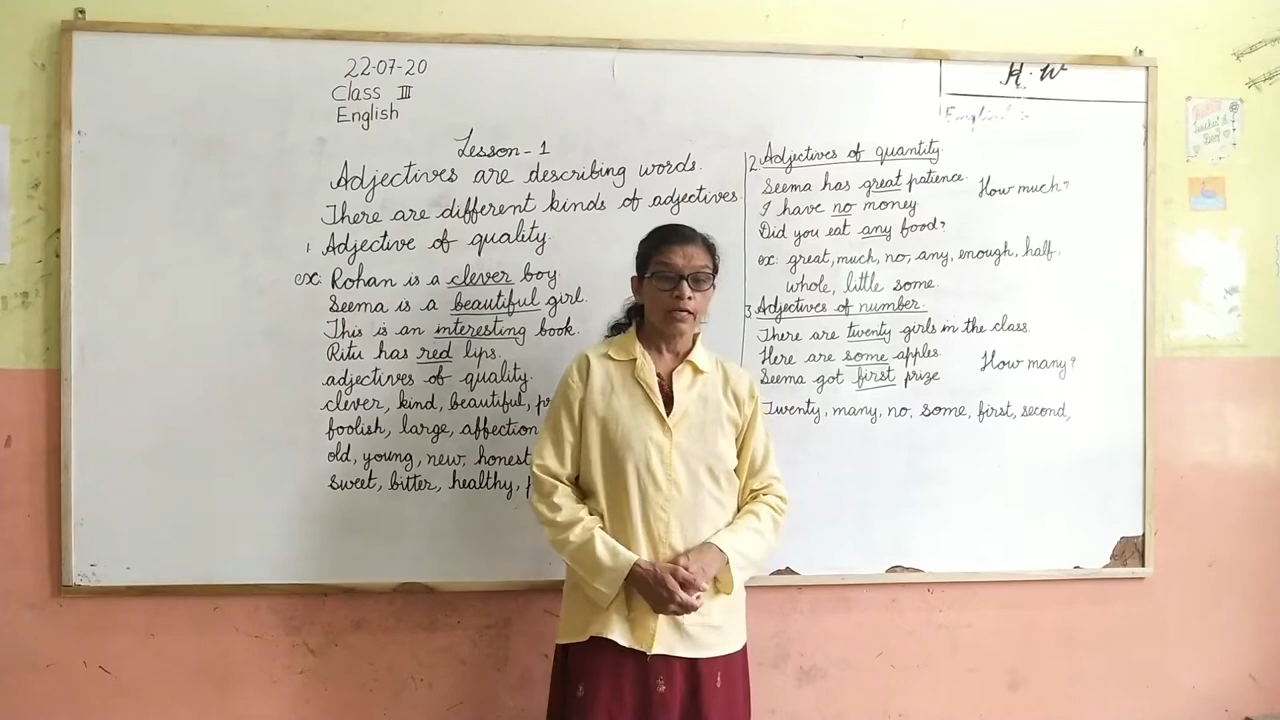 22-07-20
Class III
English
H.W
English :-
Lesson-1
Adjectives are describing words.
There are different kinds of adjectives.
1. Adjective of quality.
ex: Rohan is a clever boy.
Seema is a beautiful girl.
This is an interesting book.
Ritu has red lips.
adjectives of quality.
clever, kind, beautiful,
foolish, large,
old, young, new, honest
sweet, bitter, healthy,
2. Adjectives of quantity.
Seema has great patience. How much?
I have no money
Did you eat any food?
ex: great, much, no, any, enough, half,
whole, little some.
3 Adjectives of number.
There are twenty girls in the class.
Here are some apples. How many?
Seema got first prize
Twenty, many, no, some, first, second,